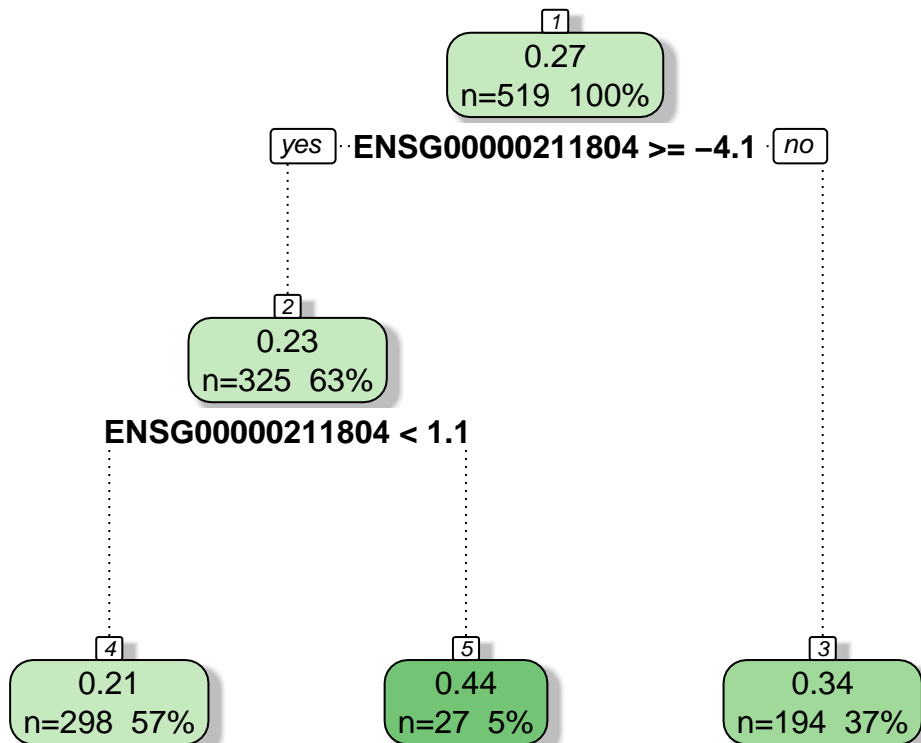 1
0.27
n=519 100%
yes ENSG00000211804 >= −4.1 no
2
0.23
n=325 63%
ENSG00000211804 < 1.1
4
0.21
n=298 57%
5
0.44
n=27 5%
3
0.34
n=194 37%